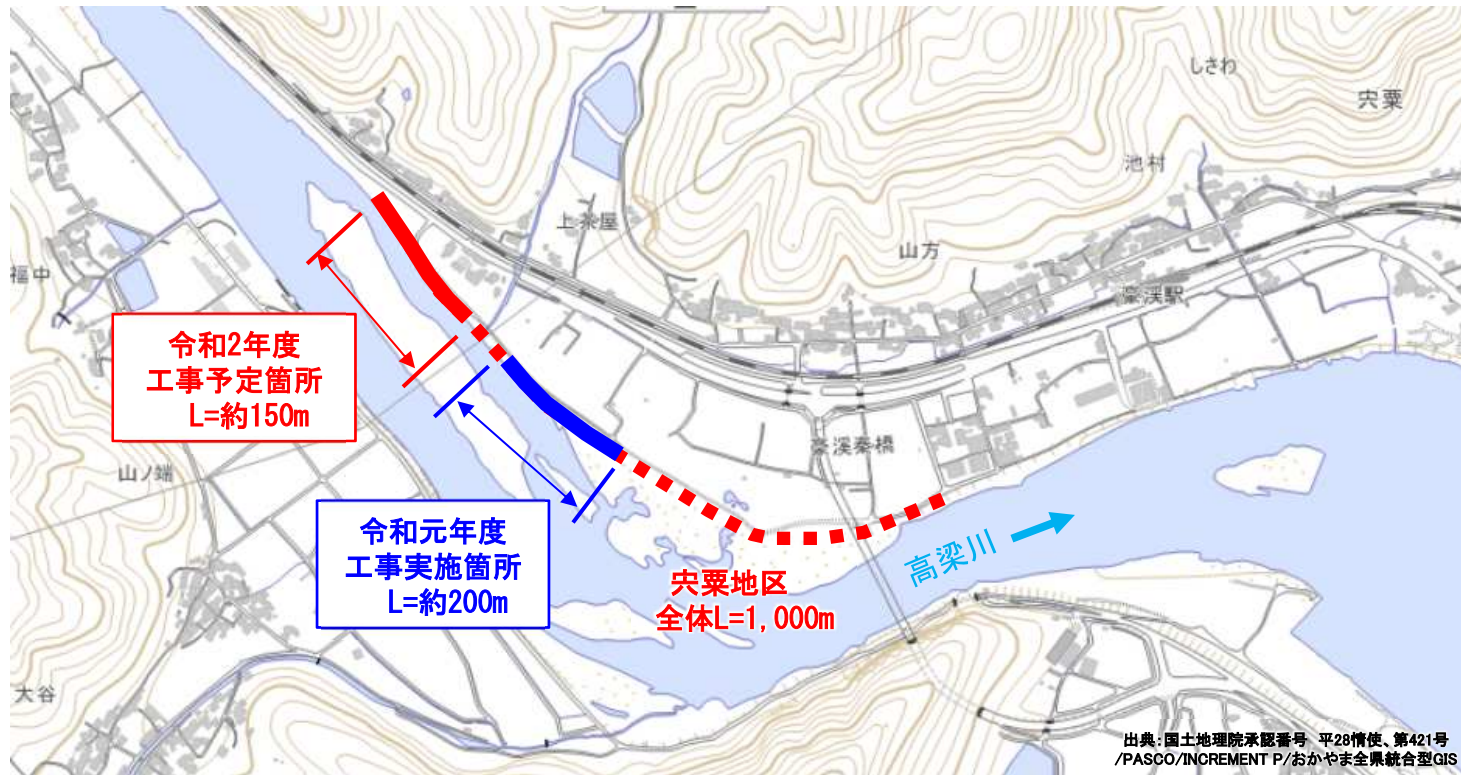 しさわ
宍粟
池村
上茶屋
山方
福中
豪渓駅
令和2年度
工事予定箇所
L=約150m
豪溪秦橋
山ノ端
令和元年度
工事実施箇所
L=約200m
高梁川
宍粟地区
全体L=1,000m
大谷
出典:国土地理院承認番号 平28情使、第421号
/PASCO/INCREMENT P/おかやま全県統合型GIS